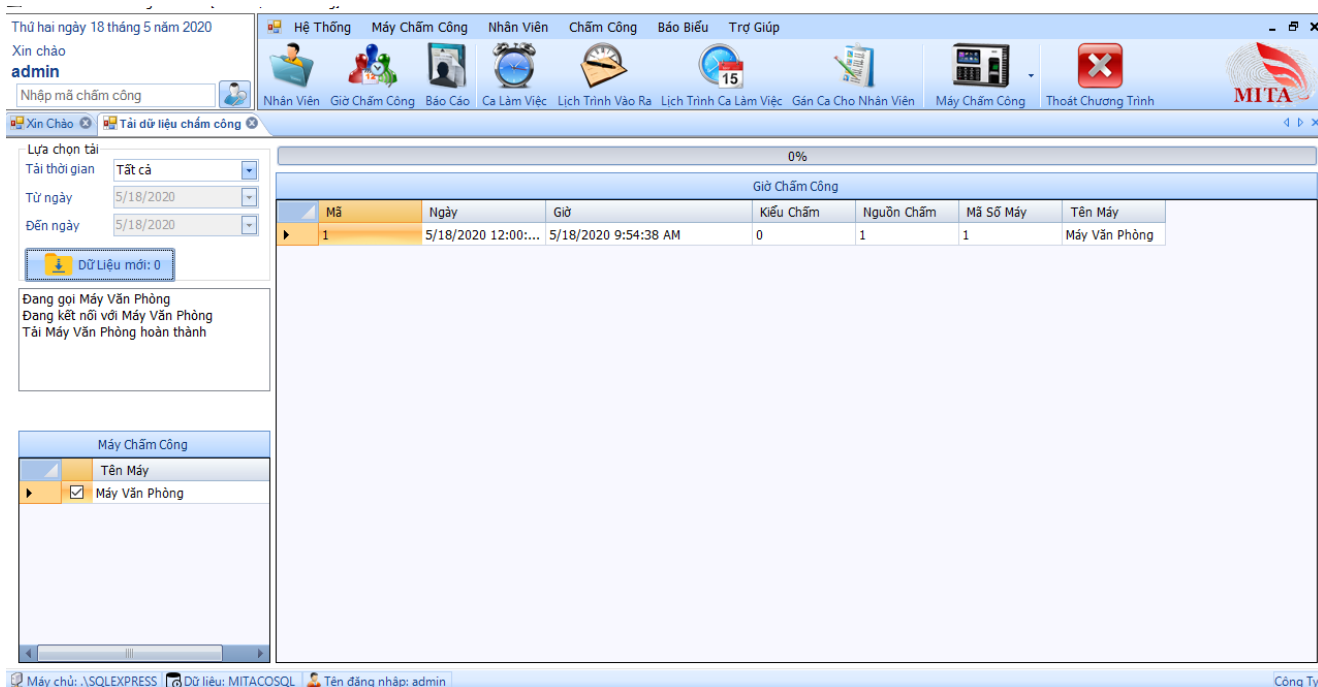 Thứ hai ngày 18 tháng 5 năm 2020
Hệ Thống Máy Chấm Công Nhân Viên Chấm Công Báo Biểu Trợ Giúp
Xin chào
admin
Nhập mã chấm công
Nhân Viên Giờ Chấm Công Báo Cáo Ca Làm Việc Lịch Trình Vào Ra Lịch Trình Ca Làm Việc Gán Ca Cho Nhân Viên Máy Chấm Công Thoát Chương Trình
15
MITA
Xin Chào Tải dữ liệu chấm công
Lựa chọn tải
Tải thời gian Tất cả
Từ ngày 5/18/2020
Đến ngày 5/18/2020
Dữ Liệu mới: 0
Đang gọi Máy Văn Phòng
Đang kết nối với Máy Văn Phòng
Tải Máy Văn Phòng hoàn thành
Máy Chấm Công
Tên Máy
Máy Văn Phòng
0%
Giờ Chấm Công
Mã Ngày Giờ Kiểu Chấm Nguồn Chấm Mã Số Máy Tên Máy
1 5/18/2020 12:00:... 5/18/2020 9:54:38 AM 0 1 1 Máy Văn Phòng
Máy chủ: .\SQLEXPRESS Dữ liệu: MITACOSQL Tên đăng nhập: admin Công Ty